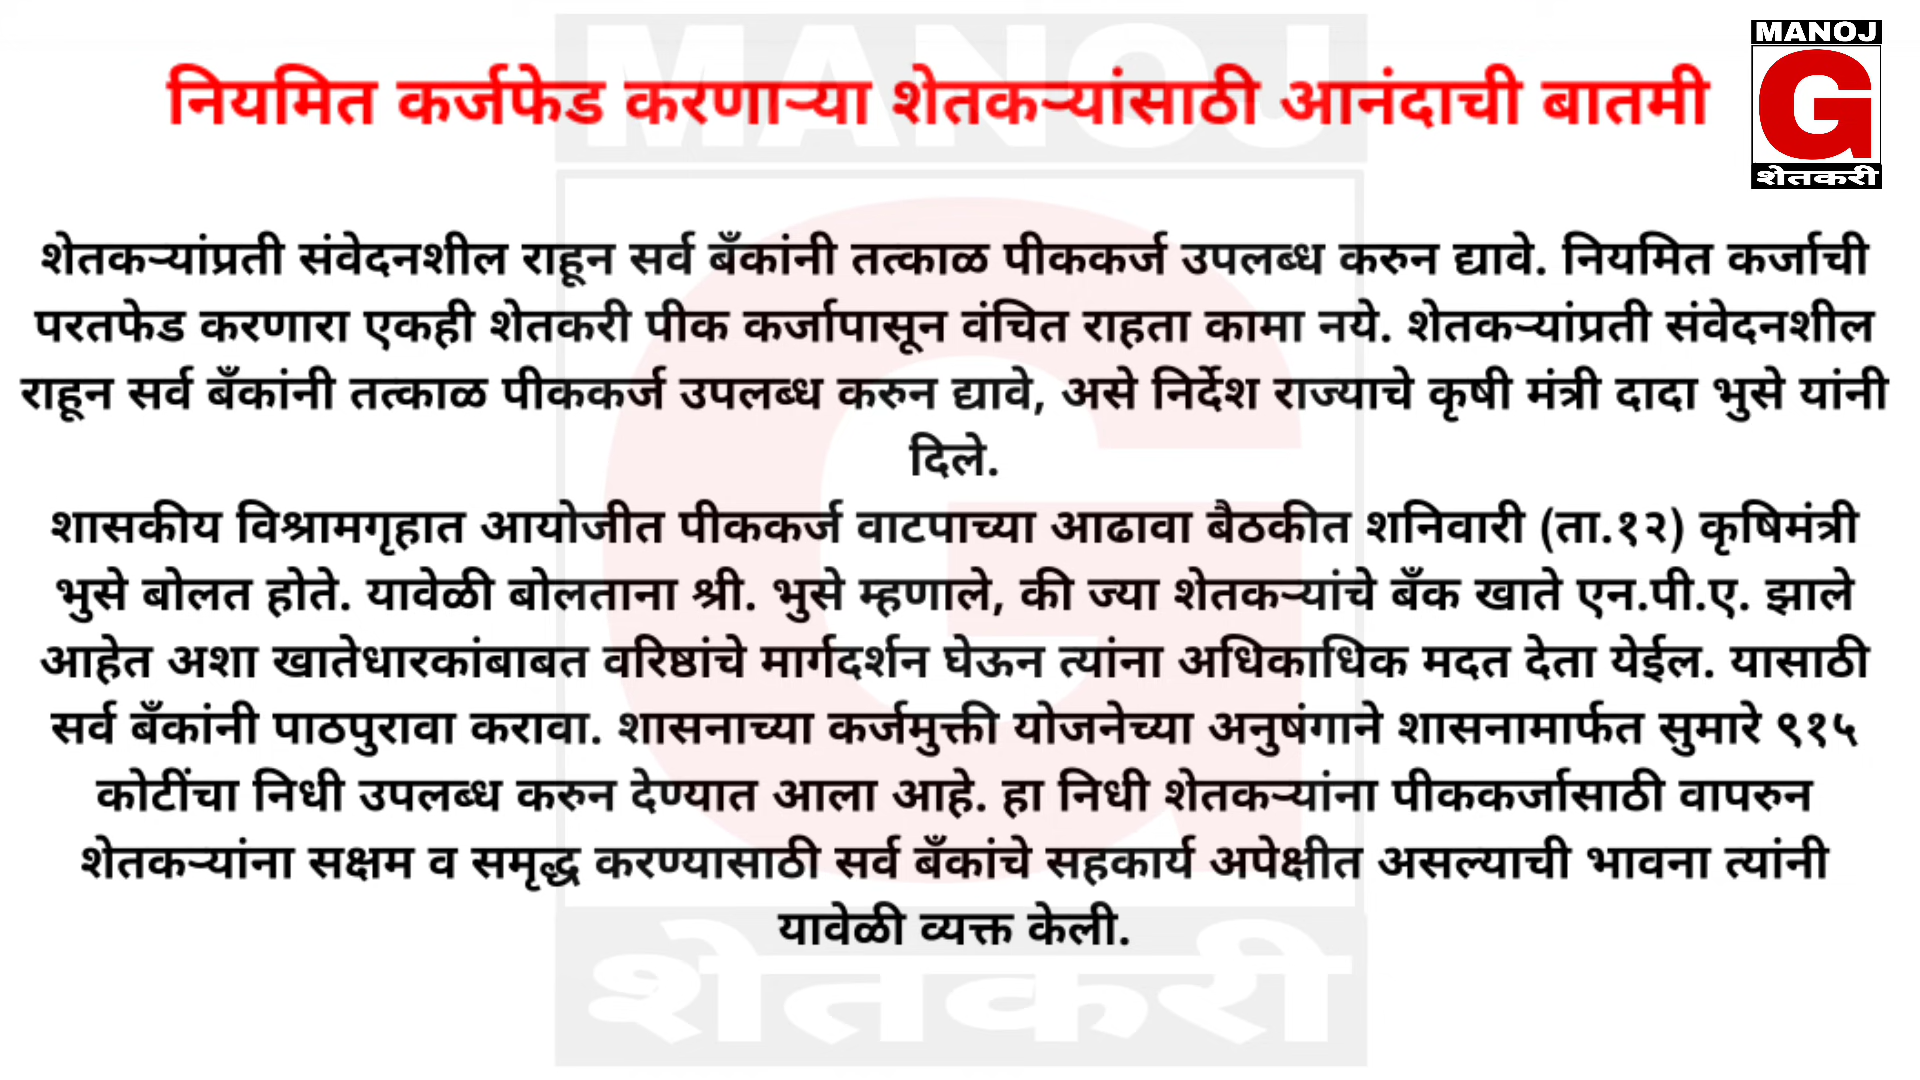 MANOJ
नियमित कर्जफेड करणाऱ्या शेतकऱ्यांसाठी आनंदाची बातमी
MANOJ
G
शेतकरी
शेतकऱ्यांप्रती संवेदनशील राहून सर्व बँकांनी तत्काळ पीककर्ज उपलब्ध करुन द्यावे. नियमित कर्जाची
परतफेड करणारा एकही शेतकरी पीक कर्जापासून वंचित राहता कामा नये. शेतकऱ्यांप्रती संवेदनशील
राहून सर्व बँकांनी तत्काळ पीककर्ज उपलब्ध करुन द्यावे, असे निर्देश राज्याचे कृषी मंत्री दादा भुसे यांनी
दिले.
शासकीय विश्रामगृहात आयोजीत पीककर्ज वाटपाच्या आढावा बैठकीत शनिवारी (ता.१२) कृषिमंत्री
भुसे बोलत होते. यावेळी बोलताना श्री. भुसे म्हणाले, की ज्या शेतकऱ्यांचे बँक खाते एन.पी.ए. झाले
आहेत अशा खातेधारकांबाबत वरिष्ठांचे मार्गदर्शन घेऊन त्यांना अधिकाधिक मदत देता येईल. यासाठी
सर्व बँकांनी पाठपुरावा करावा. शासनाच्या कर्जमुक्ती योजनेच्या अनुषंगाने शासनामार्फत सुमारे ९१५
कोटींचा निधी उपलब्ध करुन देण्यात आला आहे. हा निधी शेतकऱ्यांना पीककर्जासाठी वापरुन
शेतकऱ्यांना सक्षम व समृद्ध करण्यासाठी सर्व बँकांचे सहकार्य अपेक्षीत असल्याची भावना त्यांनी
यावेळी व्यक्त केली.
G
शेतकरी